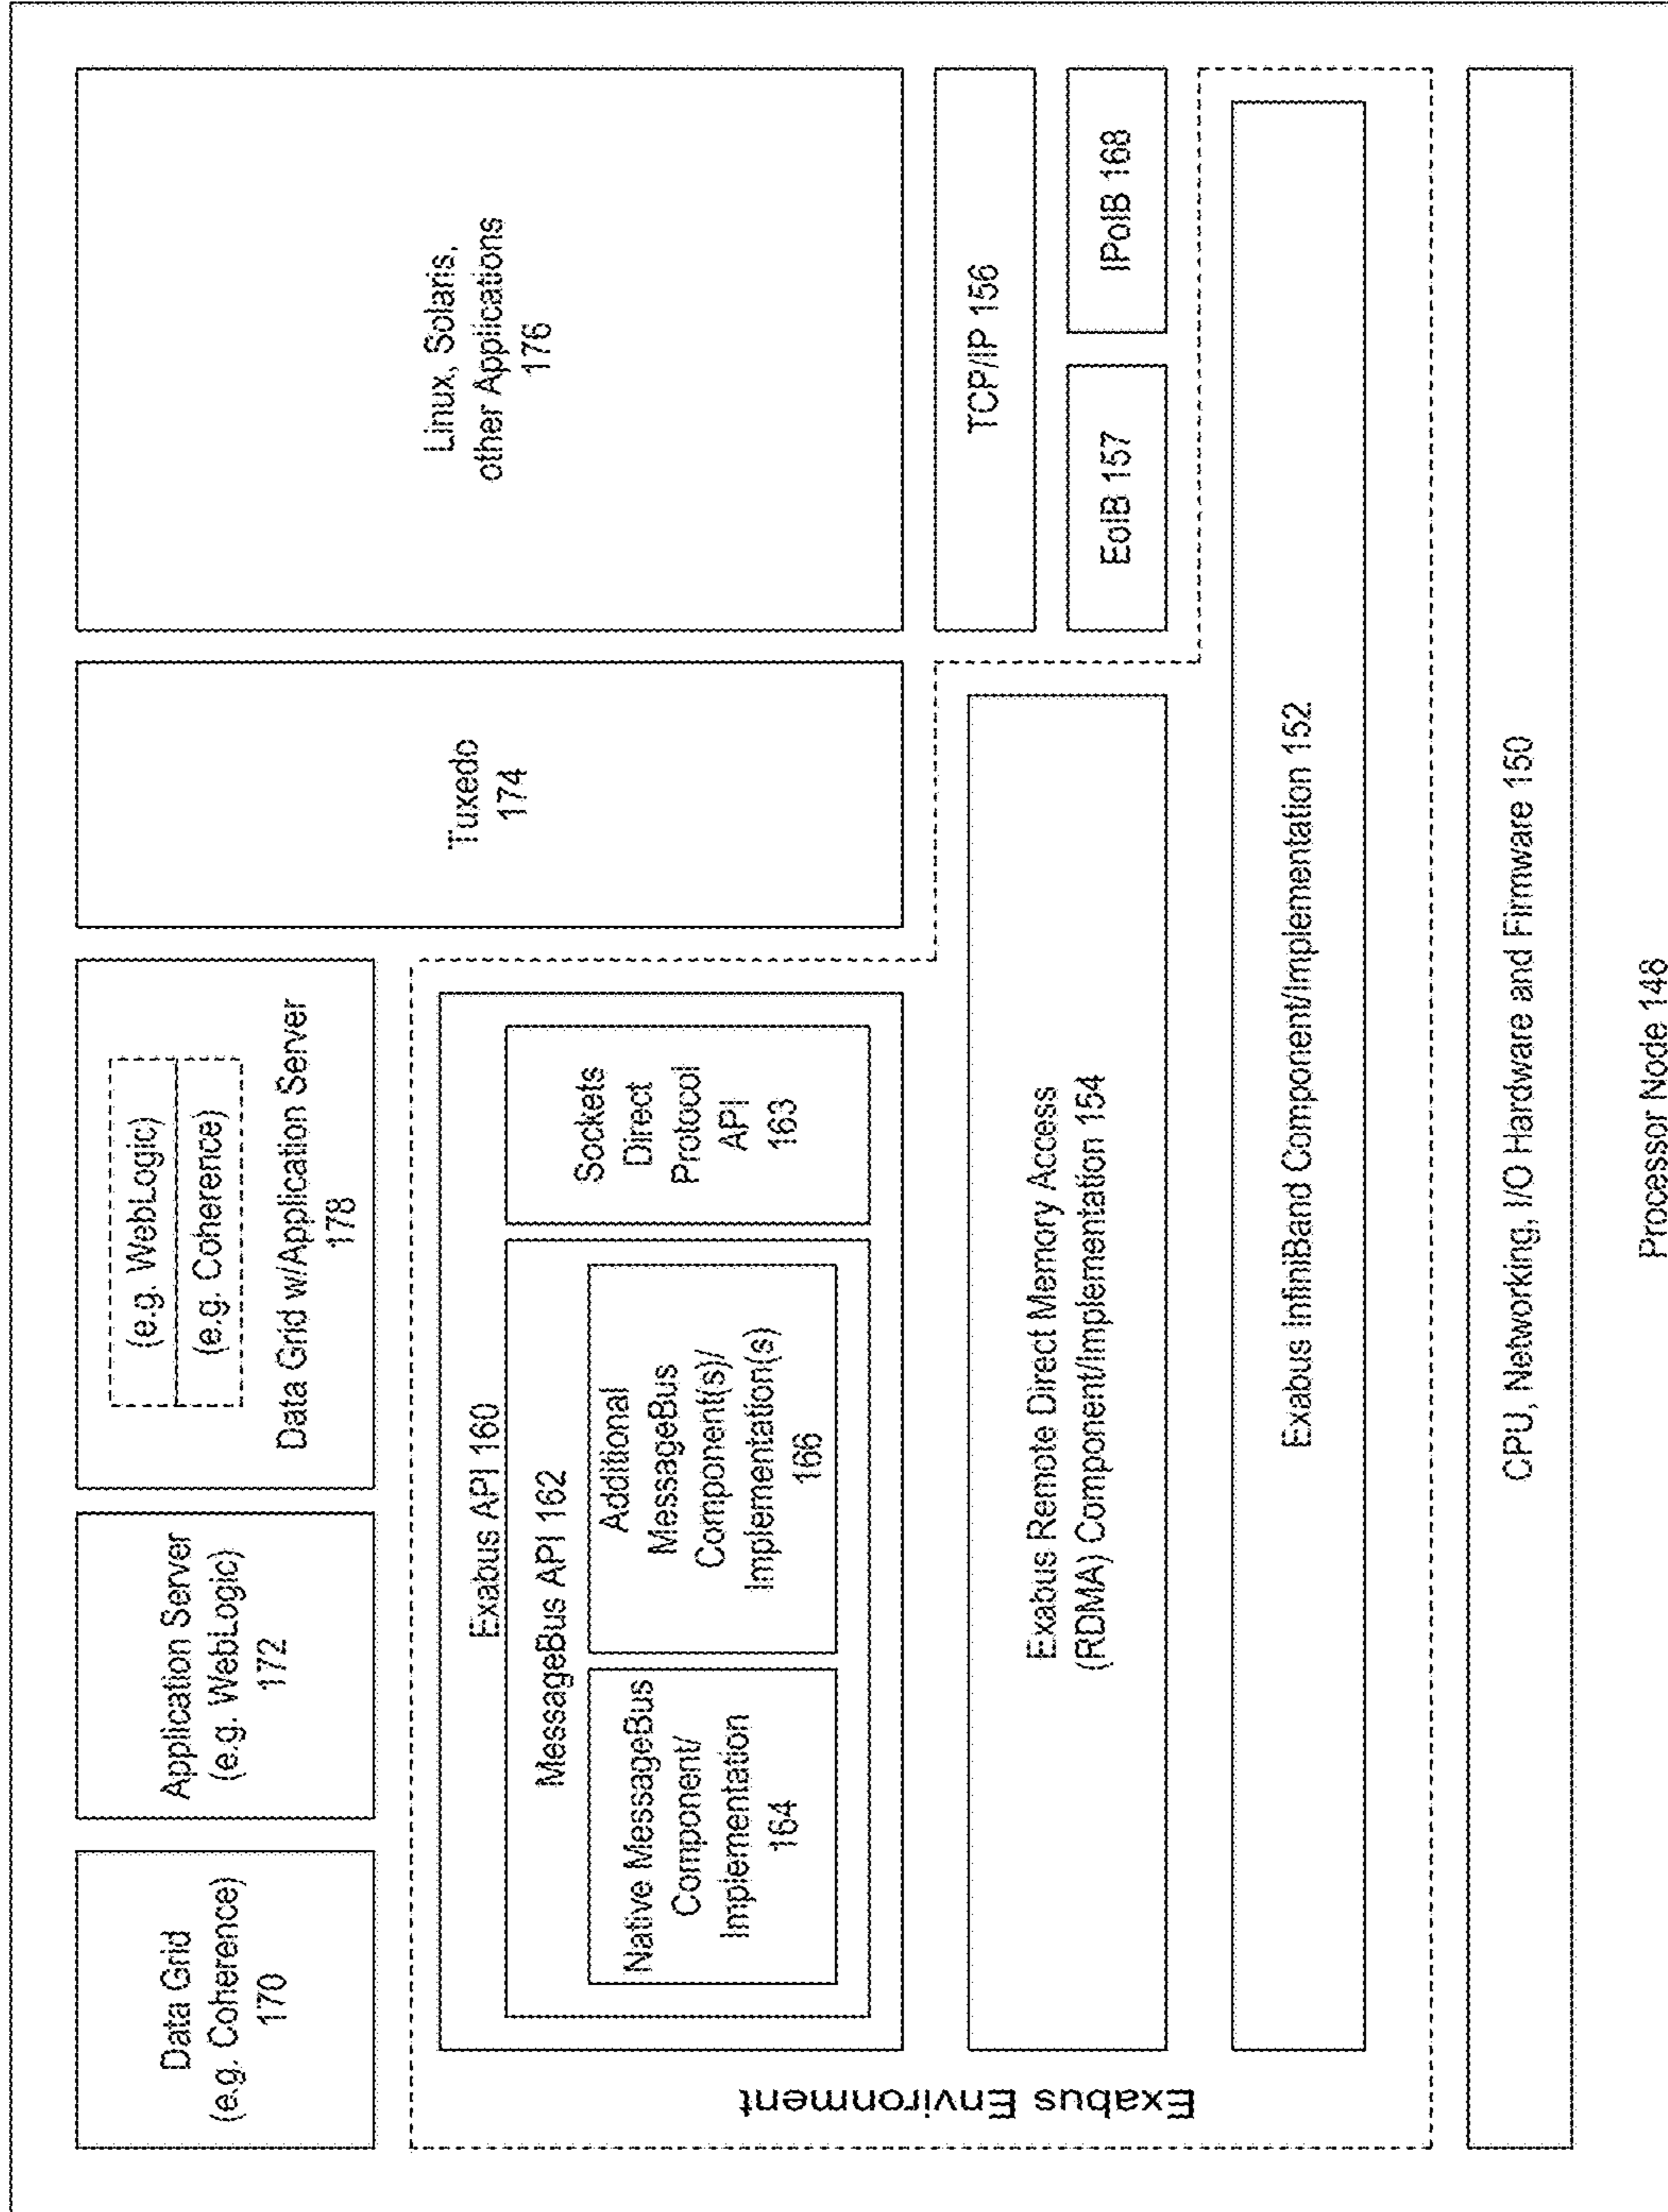 Data Grid
(e.g. Coherence)
170
Application Server
(e.g. WebLogic)
172
(e.g. WebLogic)
(e.g. Coherence)
Data Grid w/Application Server
178
Tuxedo
174
Linux, Solaris,
other Applications
176
Exabus Environment
Exabus API 160
MessageBus API 162
Native MessageBus
Component/
Implementation
164
Additional
MessageBus
Component(s)/
Implementation(s)
166
Sockets
Direct
Protocol
API
163
TCP/IP 156
EoIB 157
IPoIB 168
Exabus Remote Direct Memory Access
(RDMA) Component/Implementation 154
Exabus InfiniBand Component/Implementation 152
CPU, Networking, I/O Hardware and Firmware 150
Processor Node 148